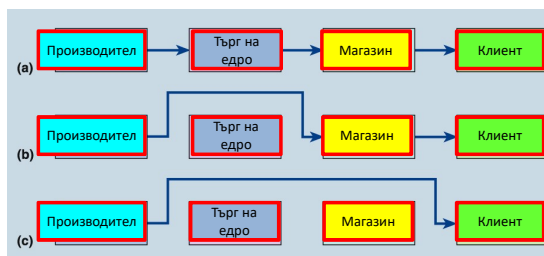 Производител
Търг на
едро
Магазин
Клиент
(a)
Производител
Търг на
едро
Магазин
Клиент
(b)
Производител
Търг на
едро
Магазин
Клиент
(c)